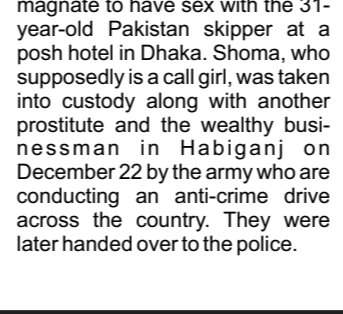 magnate to have sex with the 31-
year-old Pakistan skipper at a
posh hotel in Dhaka. Shoma, who
supposedly is a call girl, was taken
into custody along with another
prostitute and the wealthy busi-
nessman in Habiganj on
December 22 by the army who are
conducting an anti-crime drive
across the country. They were
later handed over to the police.